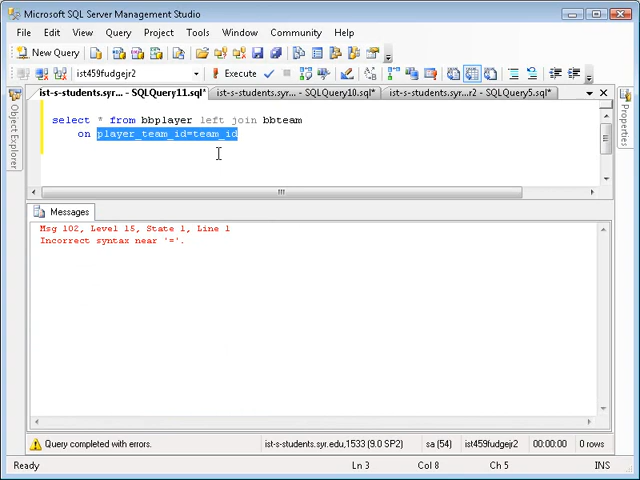 Microsoft SQL Server Management Studio
File Edit View Query Project Tools Window Community Help
New Query
ist459fudgejr2 Execute
ist-s-students.syr... - SQLQuery11.sql* ist-s-students.syr... - SQLQuery10.sql* ist-s-students.syr...r2 - SQLQuery5.sql*
Object Explorer
Properties
select * from bbplayer left join bbteam
on player_team_id=team_id
Messages
Msg 102, Level 15, State 1, Line 1
Incorrect syntax near '='.
Query completed with errors. ist-s-students.syr.edu,1533 (9.0 SP2) sa (54) ist459fudgejr2 00:00:00 0 rows
Ready Ln 3 Col 8 Ch 5 INS